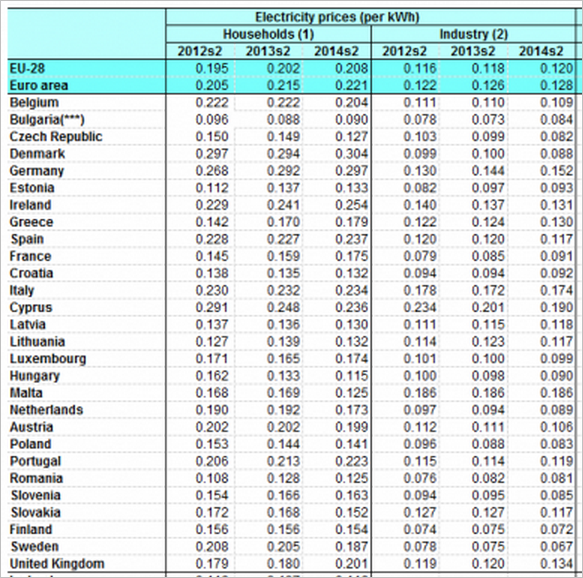 Electricity prices (per kWh)
Households (1) Industry (2)
2012s2 2013s2 2014s2 2012s2 2013s2 2014s2
EU-28 0.195 0.202 0.208 0.116 0.118 0.120
Euro area 0.205 0.215 0.221 0.122 0.126 0.128
Belgium 0.222 0.222 0.204 0.111 0.110 0.109
Bulgaria(***) 0.096 0.088 0.090 0.078 0.073 0.084
Czech Republic 0.150 0.149 0.127 0.103 0.099 0.082
Denmark 0.297 0.294 0.304 0.099 0.100 0.088
Germany 0.268 0.292 0.297 0.130 0.144 0.152
Estonia 0.112 0.137 0.133 0.082 0.097 0.093
Ireland 0.229 0.241 0.254 0.140 0.137 0.131
Greece 0.142 0.170 0.179 0.122 0.124 0.130
Spain 0.228 0.227 0.237 0.120 0.120 0.117
France 0.145 0.159 0.175 0.079 0.085 0.091
Croatia 0.138 0.135 0.132 0.094 0.094 0.092
Italy 0.230 0.232 0.234 0.178 0.172 0.174
Cyprus 0.291 0.248 0.236 0.234 0.201 0.190
Latvia 0.137 0.136 0.130 0.111 0.115 0.118
Lithuania 0.127 0.139 0.132 0.114 0.123 0.117
Luxembourg 0.171 0.165 0.174 0.101 0.100 0.099
Hungary 0.162 0.133 0.115 0.100 0.098 0.090
Malta 0.168 0.169 0.125 0.186 0.186 0.186
Netherlands 0.190 0.192 0.173 0.097 0.094 0.089
Austria 0.202 0.202 0.199 0.112 0.111 0.106
Poland 0.153 0.144 0.141 0.096 0.088 0.083
Portugal 0.206 0.213 0.223 0.115 0.114 0.119
Romania 0.108 0.128 0.125 0.076 0.082 0.081
Slovenia 0.154 0.166 0.163 0.094 0.095 0.085
Slovakia 0.172 0.168 0.152 0.127 0.127 0.117
Finland 0.156 0.156 0.154 0.074 0.075 0.072
Sweden 0.208 0.205 0.187 0.078 0.075 0.067
United Kingdom 0.179 0.180 0.201 0.119 0.120 0.134